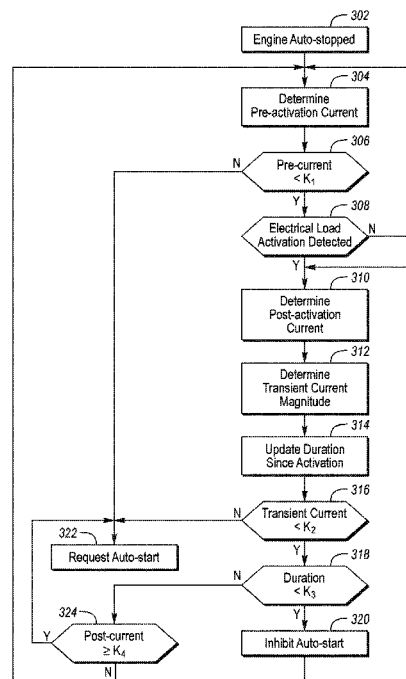 302
Engine Auto-stopped
304
Determine
Pre-activation Current
306
N
Pre-current
< K₁
Y
308
Electrical Load
Activation Detected
N
Y
310
Determine
Post-activation
Current
312
Determine
Transient Current
Magnitude
314
Update Duration
Since Activation
316
N
Transient Current
< K₂
Y
322
Request Auto-start
318
N
Duration
< K₃
Y
324
Post-current
≥ K₄
Y
N
320
Inhibit Auto-start